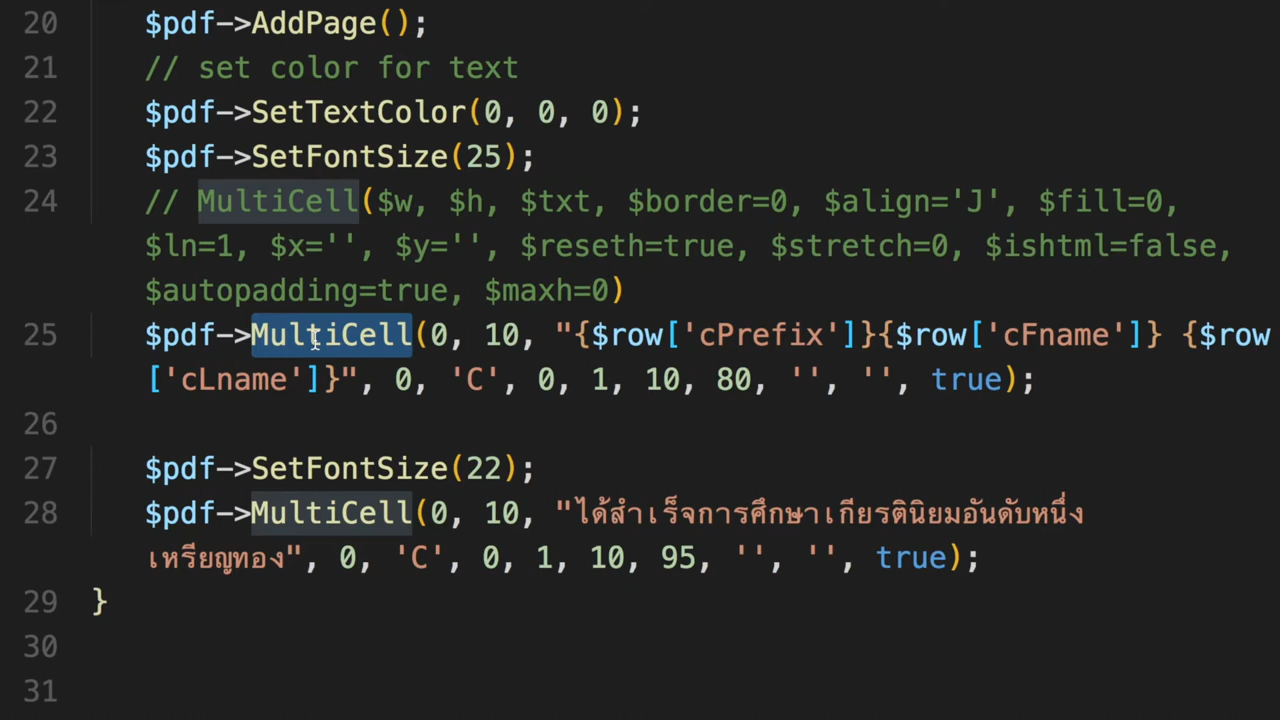 20 $pdf->AddPage();
21 // set color for text
22 $pdf->SetTextColor(0, 0, 0);
23 $pdf->SetFontSize(25);
24 // MultiCell($w, $h, $txt, $border=0, $align='J', $fill=0,
$ln=1, $x='', $y='', $reseth=true, $stretch=0, $ishtml=false,
$autopadding=true, $maxh=0)
25 $pdf->MultiCell(0, 10, "{$row['cPrefix']}{$row['cFname']} {$row
['cLname']}", 0, 'C', 0, 1, 10, 80, '', '', true);
26
27 $pdf->SetFontSize(22);
28 $pdf->MultiCell(0, 10, "ได้สำเร็จการศึกษาเกียรตินิยมอันดับหนึ่ง
เหรียญทอง", 0, 'C', 0, 1, 10, 95, '', '', true);
29 }
30
31